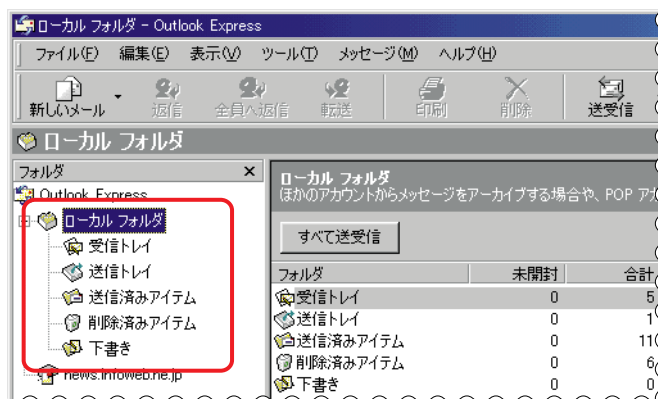 ローカル フォルダ - Outlook Express
ファイル(F) 編集(E) 表示(V) ツール(T) メッセージ(M) ヘルプ(H)
新しいメール 返信 全員へ返信 転送 印刷 削除 送受信
ローカル フォルダ
フォルダ ×
Outlook Express
ローカル フォルダ
受信トレイ
送信トレイ
送信済みアイテム
削除済みアイテム
下書き
news.infoweb.ne.jp
ローカル フォルダ
ほかのアカウントからメッセージをアーカイブする場合や、POP アカ
すべて送受信
フォルダ 未開封 合計
受信トレイ 0 5
送信トレイ 0 1
送信済みアイテム 0 11
削除済みアイテム 0 6
下書き 0 0